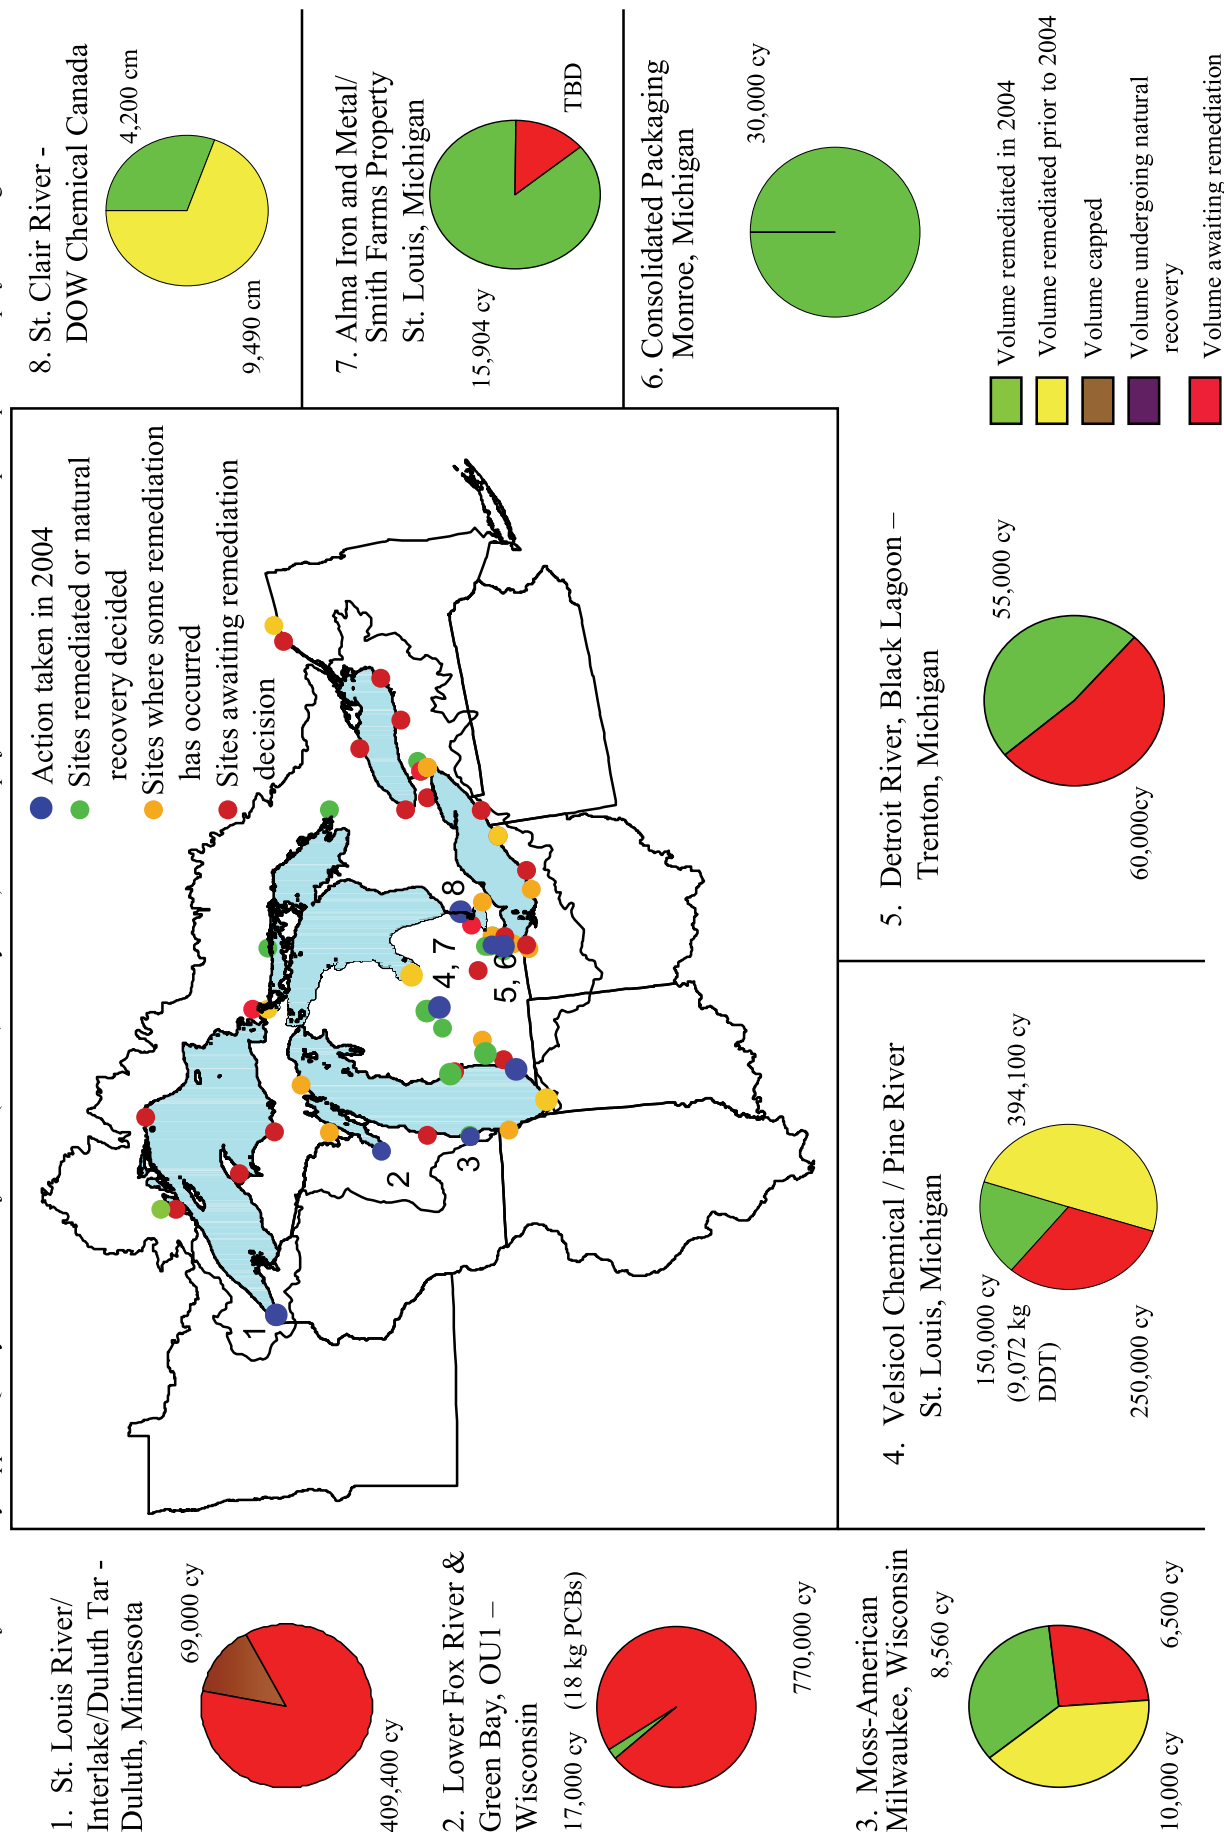 1. St. Louis River/
Interlake/Duluth Tar -
Duluth, Minnesota
69,000 cy
409,400 cy
2. Lower Fox River &
Green Bay, OU1 –
Wisconsin
17,000 cy (18 kg PCBs)
770,000 cy
3. Moss-American
Milwaukee, Wisconsin
8,560 cy
10,000 cy
6,500 cy
Action taken in 2004
Sites remediated or natural
recovery decided
Sites where some remediation
has occurred
Sites awaiting remediation
decision
1
2
3
4, 7
5, 6
8
4. Velsicol Chemical / Pine River
St. Louis, Michigan
150,000 cy
(9,072 kg
DDT)
394,100 cy
250,000 cy
5. Detroit River, Black Lagoon –
Trenton, Michigan
55,000 cy
60,000cy
8. St. Clair River -
DOW Chemical Canada
4,200 cm
9,490 cm
7. Alma Iron and Metal/
Smith Farms Property
St. Louis, Michigan
15,904 cy
TBD
6. Consolidated Packaging
Monroe, Michigan
30,000 cy
Volume remediated in 2004
Volume remediated prior to 2004
Volume capped
Volume undergoing natural
recovery
Volume awaiting remediation